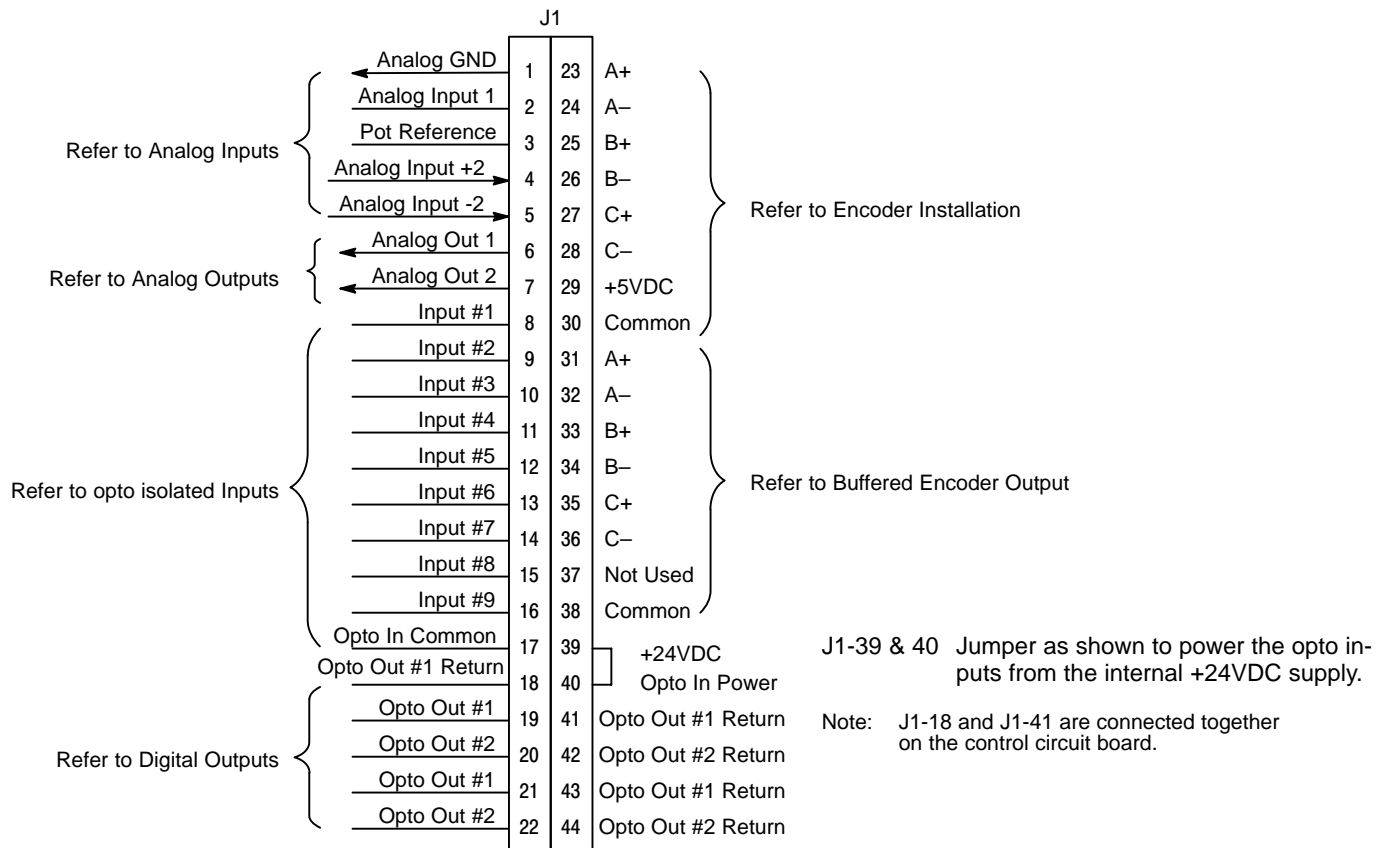 J1
Analog GND 1 23 A+
Analog Input 1 2 24 A–
Pot Reference 3 25 B+
Refer to Analog Inputs
Analog Input +2 4 26 B–
Analog Input -2 5 27 C+
Refer to Encoder Installation
Analog Out 1 6 28 C–
Refer to Analog Outputs
Analog Out 2 7 29 +5VDC
Input #1 8 30 Common
Input #2 9 31 A+
Input #3 10 32 A–
Input #4 11 33 B+
Input #5 12 34 B–
Refer to opto isolated Inputs
Refer to Buffered Encoder Output
Input #6 13 35 C+
Input #7 14 36 C–
Input #8 15 37 Not Used
Input #9 16 38 Common
Opto In Common 17 39 +24VDC
Opto Out #1 Return 18 40 Opto In Power
J1-39 & 40 Jumper as shown to power the opto in-
puts from the internal +24VDC supply.
Opto Out #1 19 41 Opto Out #1 Return
Note: J1-18 and J1-41 are connected together
on the control circuit board.
Refer to Digital Outputs
Opto Out #2 20 42 Opto Out #2 Return
Opto Out #1 21 43 Opto Out #1 Return
Opto Out #2 22 44 Opto Out #2 Return